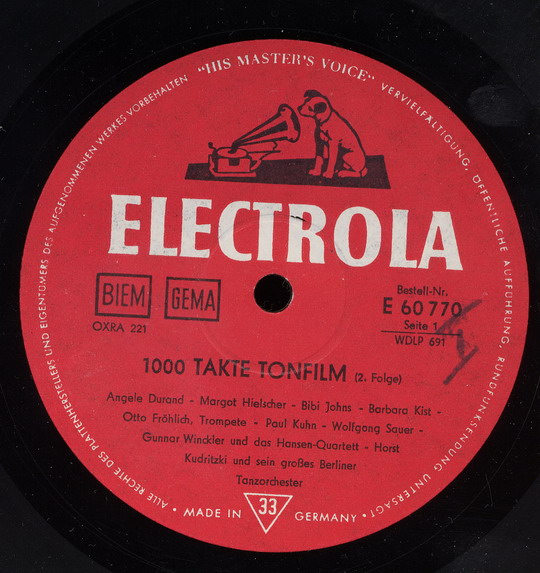 "HIS MASTER'S VOICE"
ALLE RECHTE DES PLATTENHERSTELLERS UND EIGENTÜMERS DES AUFGENOMMENEN WERKES VORBEHALTEN
VERVIELFÄLTIGUNG, ÖFFENTLICHE AUFFÜHRUNG, RUNDFUNKSENDUNG UNTERSAGT
ELECTROLA
BIEM GEMA
OXRA 221
Bestell-Nr.
E 60 770
Seite 1
WDLP 691
1000 TAKTE TONFILM (2. Folge)
Angele Durand - Margot Hielscher - Bibi Johns - Barbara Kist -
Otto Fröhlich, Trompete - Paul Kuhn - Wolfgang Sauer -
Gunnar Winckler und das Hansen-Quartett - Horst
Kudritzki und sein großes Berliner
Tanzorchester
• MADE IN 33 GERMANY •